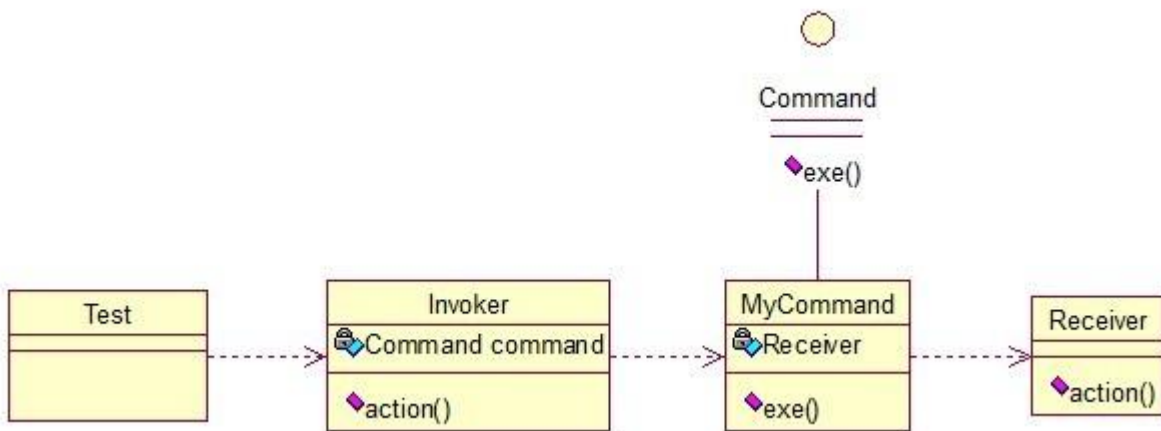 Command
exe()
Test
Invoker
Command command
action()
MyCommand
Receiver
exe()
Receiver
action()